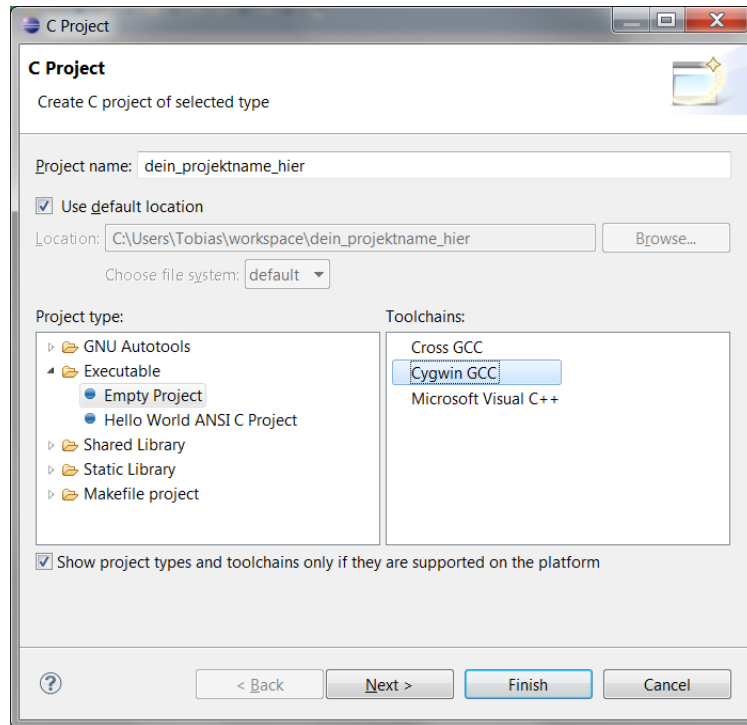 C Project
C Project
Create C project of selected type
Project name: dein_projektname_hier
Use default location
Location: C:\Users\Tobias\workspace\dein_projektname_hier Browse...
Choose file system: default
Project type: Toolchains:
GNU Autotools Cross GCC
Executable Cygwin GCC
Empty Project Microsoft Visual C++
Hello World ANSI C Project
Shared Library
Static Library
Makefile project
Show project types and toolchains only if they are supported on the platform
? < Back Next > Finish Cancel